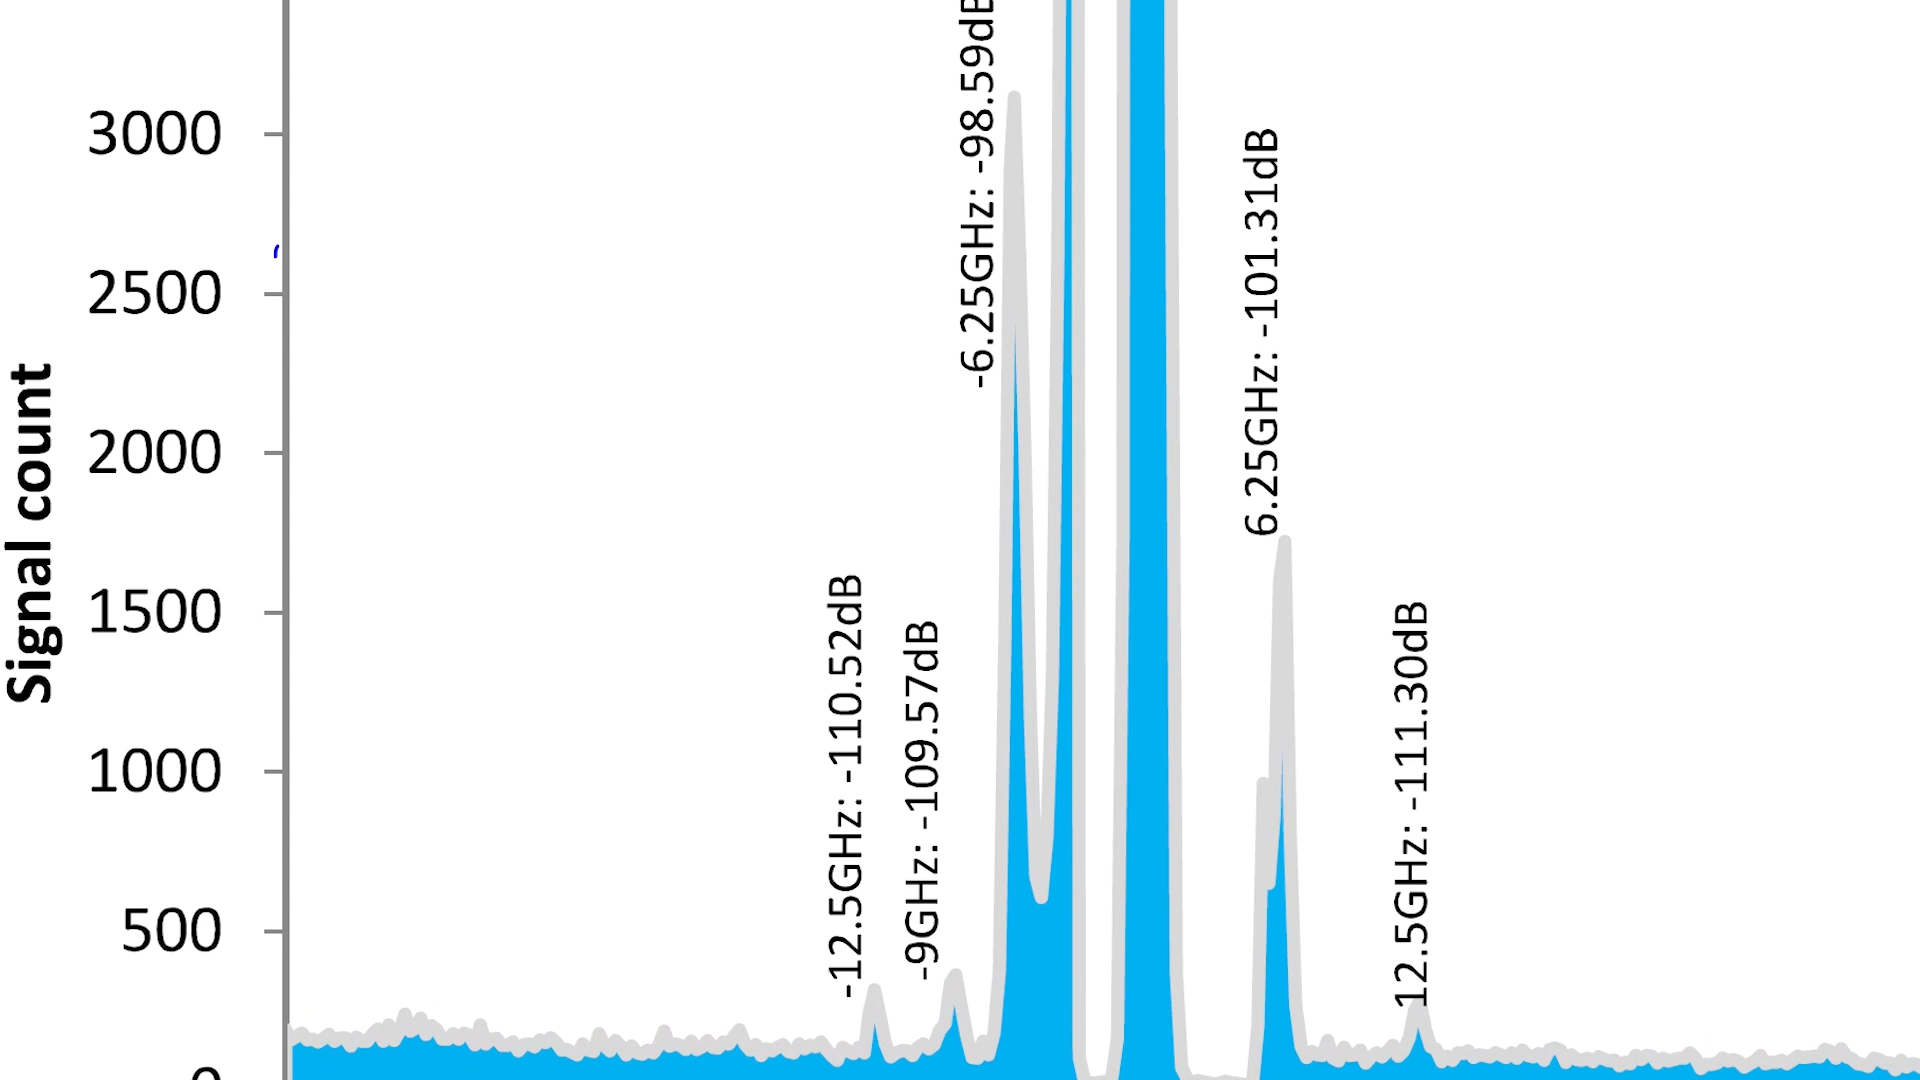 Signal count
3000
2500
2000
1500
1000
500
0
-12.5GHz: -110.52dB
-9GHz: -109.57dB
-6.25GHz: -98.59dB
6.25GHz: -101.31dB
12.5GHz: -111.30dB